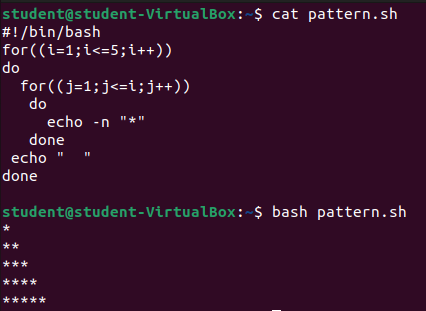 student@student-VirtualBox:~$ cat pattern.sh
#!/bin/bash
for((i=1;i<=5;i++))
do
  for((j=1;j<=i;j++))
   do
     echo -n "*"
   done
 echo "  "
done

student@student-VirtualBox:~$ bash pattern.sh
*
**
***
****
*****